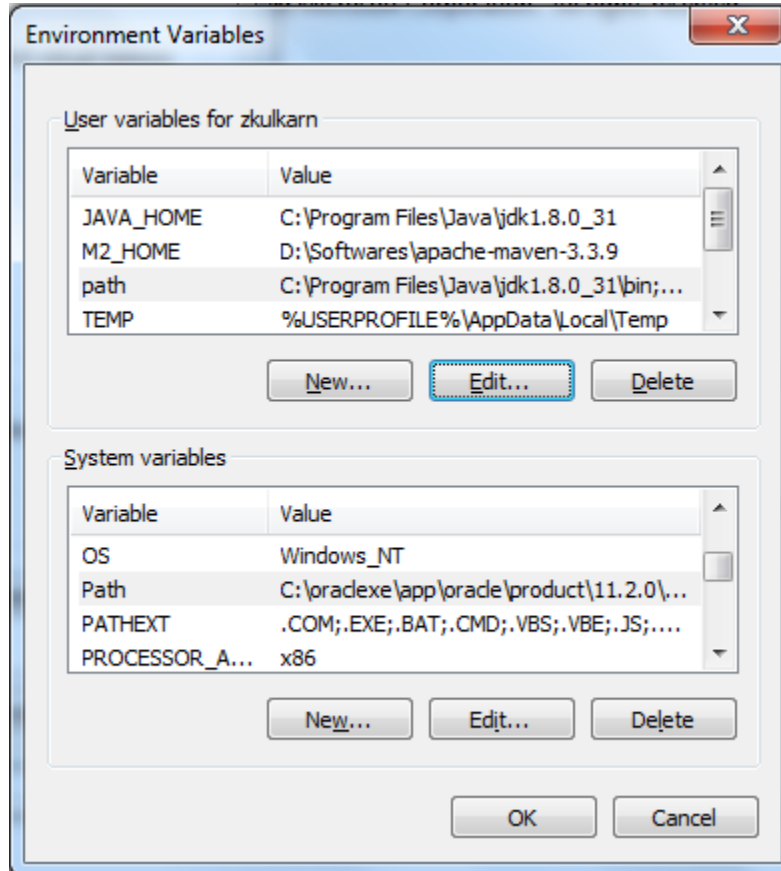 Environment Variables
User variables for zkulkarn
Variable Value
JAVA_HOME C:\Program Files\Java\jdk1.8.0_31
M2_HOME D:\Softwares\apache-maven-3.3.9
path C:\Program Files\Java\jdk1.8.0_31\bin;...
TEMP %USERPROFILE%\AppData\Local\Temp
New... Edit... Delete
System variables
Variable Value
OS Windows_NT
Path C:\oraclexe\app\oracle\product\11.2.0\...
PATHEXT .COM;.EXE;.BAT;.CMD;.VBS;.VBE;.JS;....
PROCESSOR_A... x86
New... Edit... Delete
OK Cancel